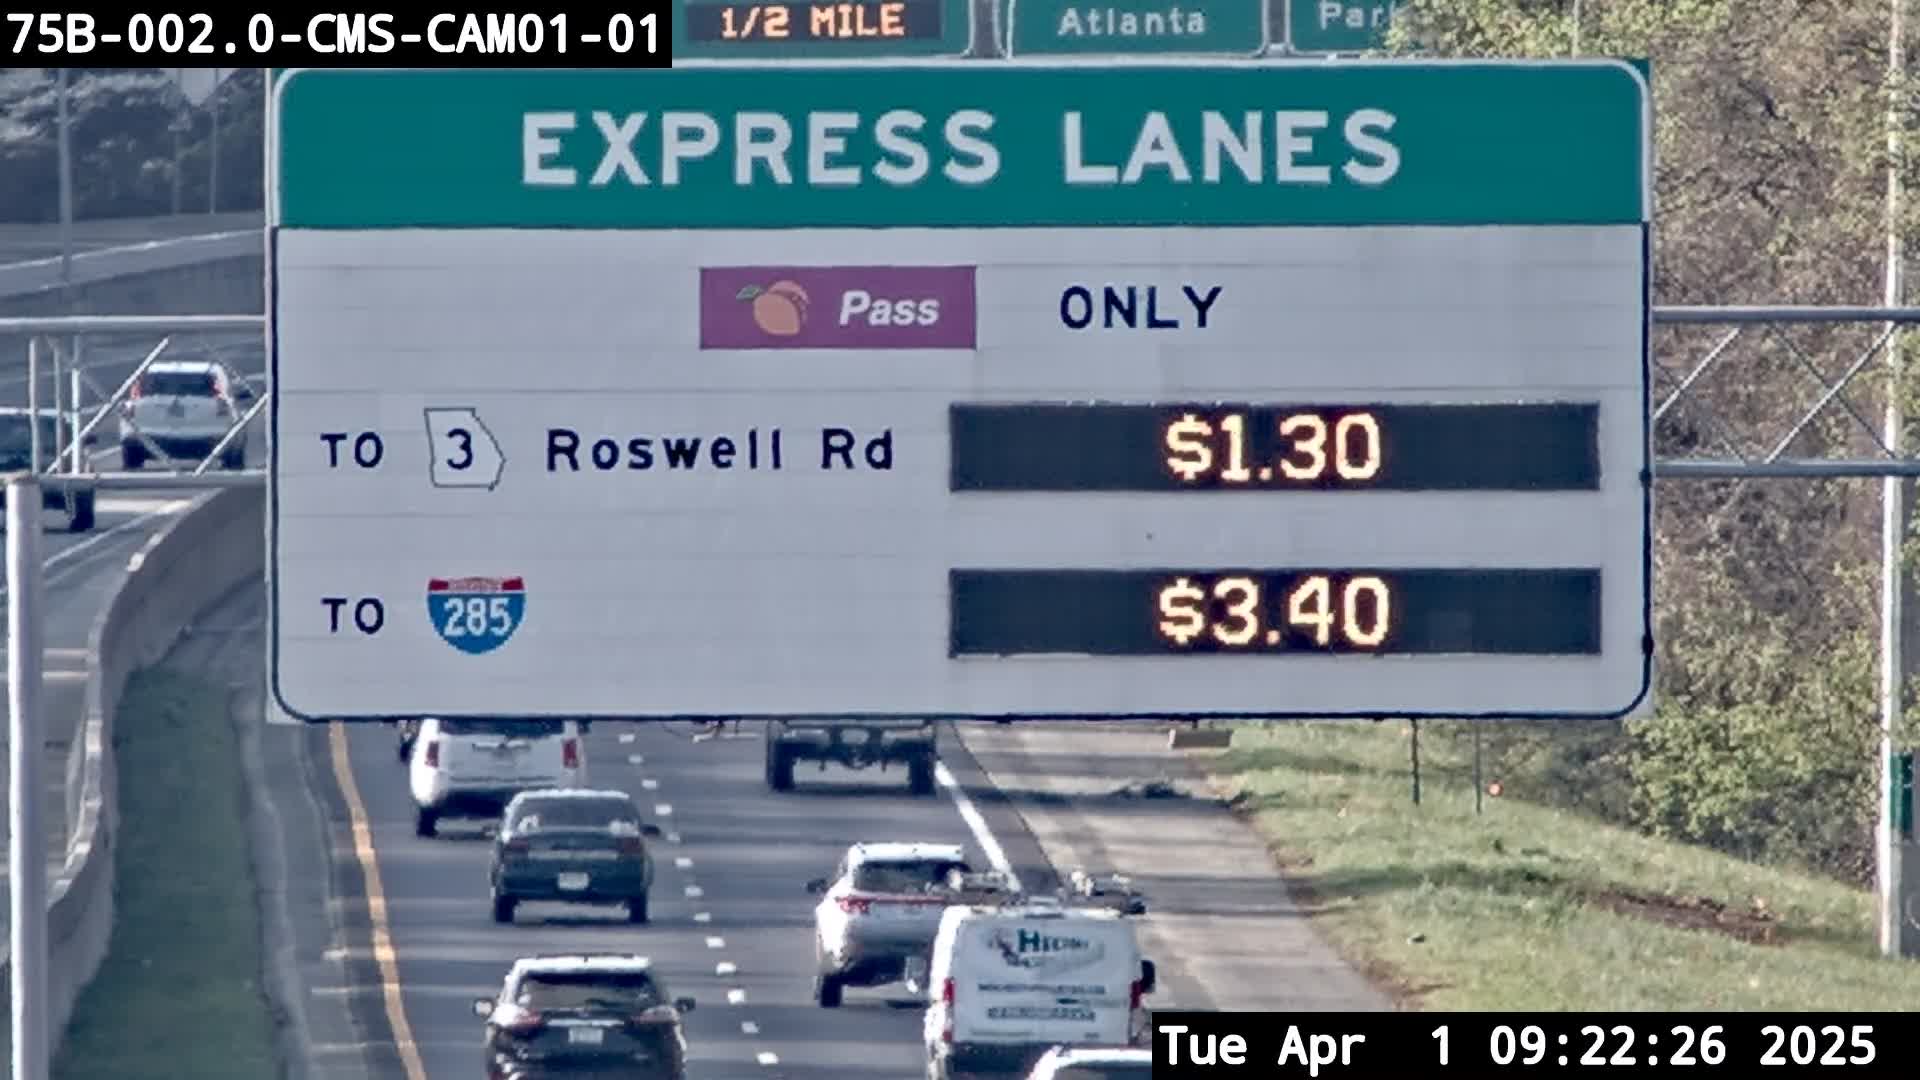 75B-002.0-CMS-CAM01-01
1/2 MILE
Atlanta
EXPRESS LANES
Pass ONLY
TO 3 Roswell Rd $1.30
TO 285 $3.40
Tue Apr 1 09:22:26 2025